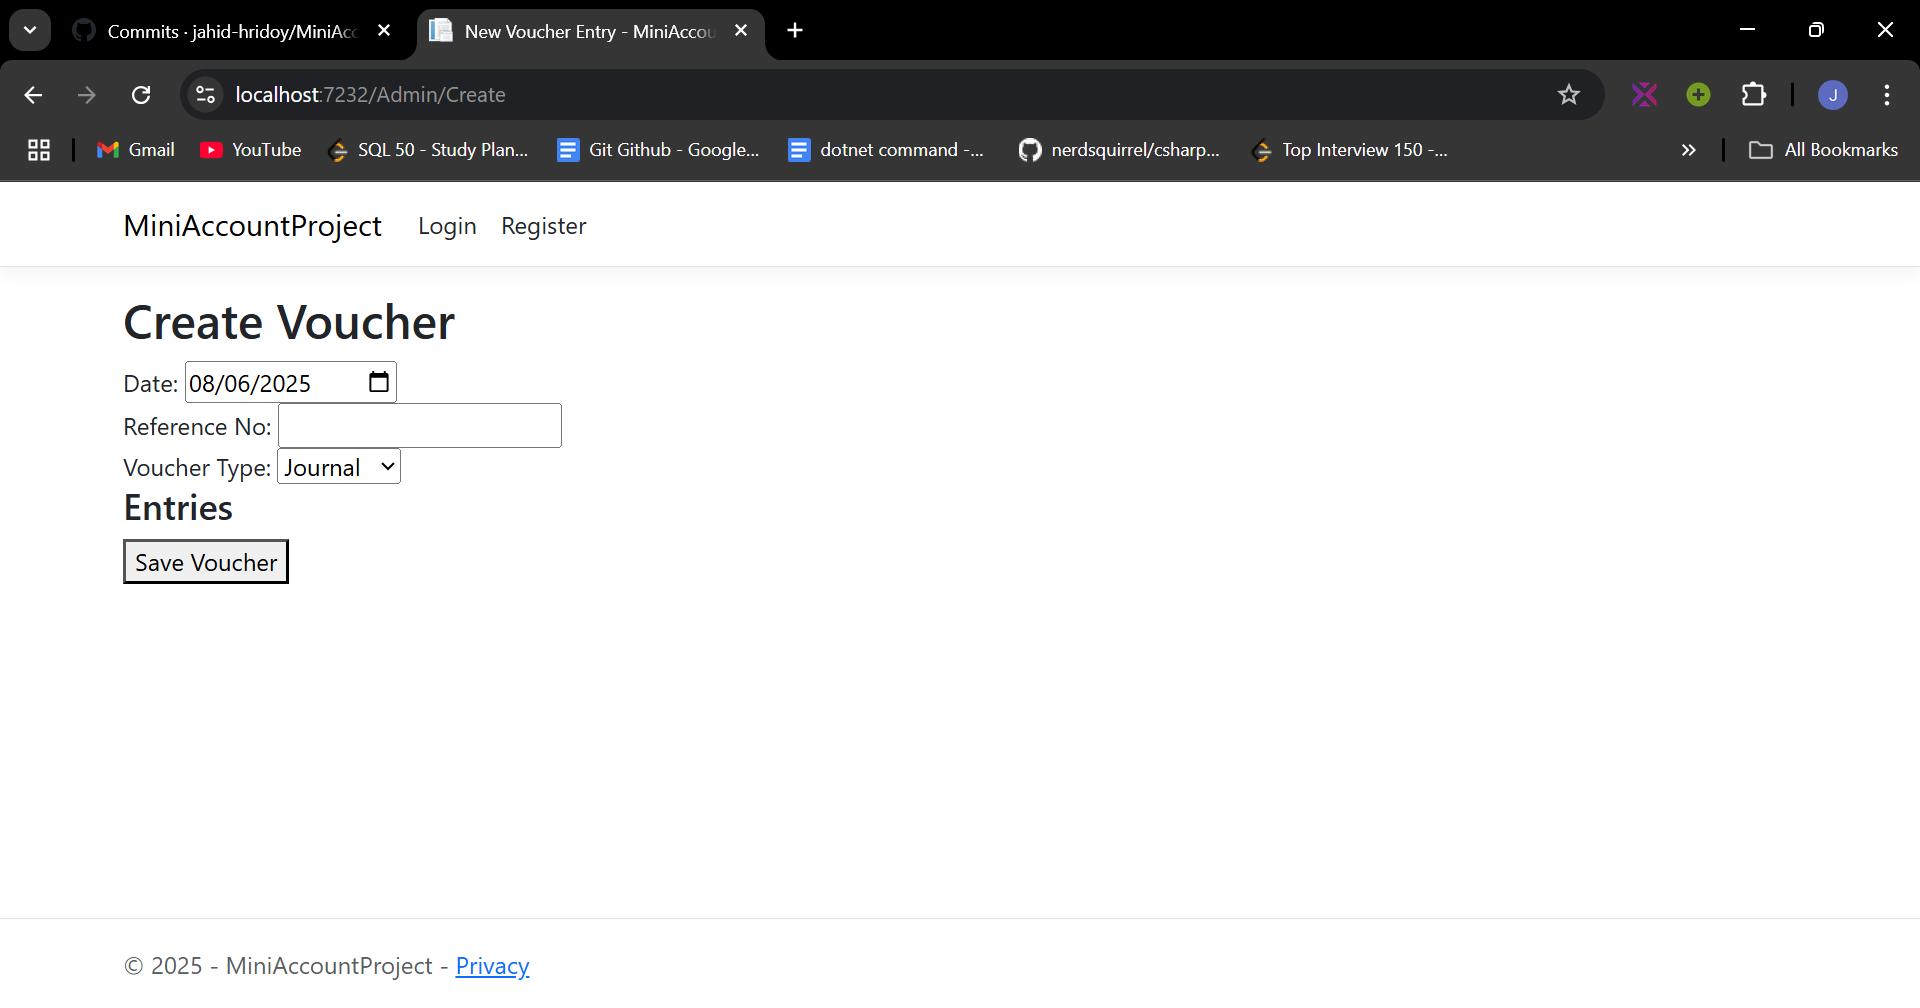 Commits · jahid-hridoy/MiniAcc
New Voucher Entry - MiniAccou
localhost:7232/Admin/Create
J
Gmail
YouTube
SQL 50 - Study Plan...
Git Github - Google...
dotnet command -...
nerdsquirrel/csharp...
Top Interview 150 -...
All Bookmarks
MiniAccountProject
Login
Register
Create Voucher
Date: 08/06/2025
Reference No:
Voucher Type: Journal
Entries
Save Voucher
© 2025 - MiniAccountProject - Privacy